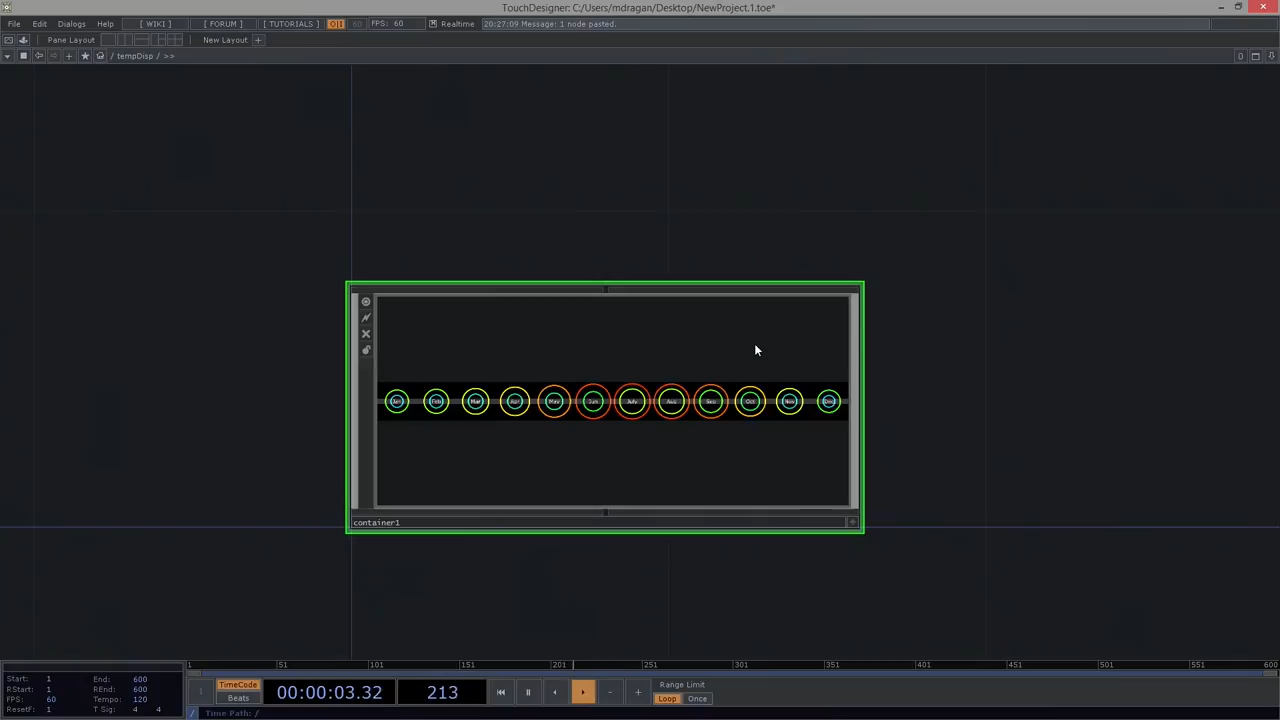 TouchDesigner: C:/Users/mdragan/Desktop/NewProject.1.toe*
File Edit Dialogs Help [ WIKI ] [ FORUM ] [ TUTORIALS ] O|I 60 FPS: 60 Realtime 20:27:09 Message: 1 node pasted.
Pane Layout New Layout +
/ tempDisp / >> 0
Jan Feb Mar Apr May Jun July Aug Sep Oct Nov Dec
container1
1 51 101 151 201 251 301 351 401 451 501 551 600
Start: 1 End: 600
RStart: 1 REnd: 600
FPS: 60 Tempo: 120
ResetF: 1 T Sig: 4 4
TimeCode
Beats
00:00:03.32 213
Range Limit
Loop Once
/ Time Path: /